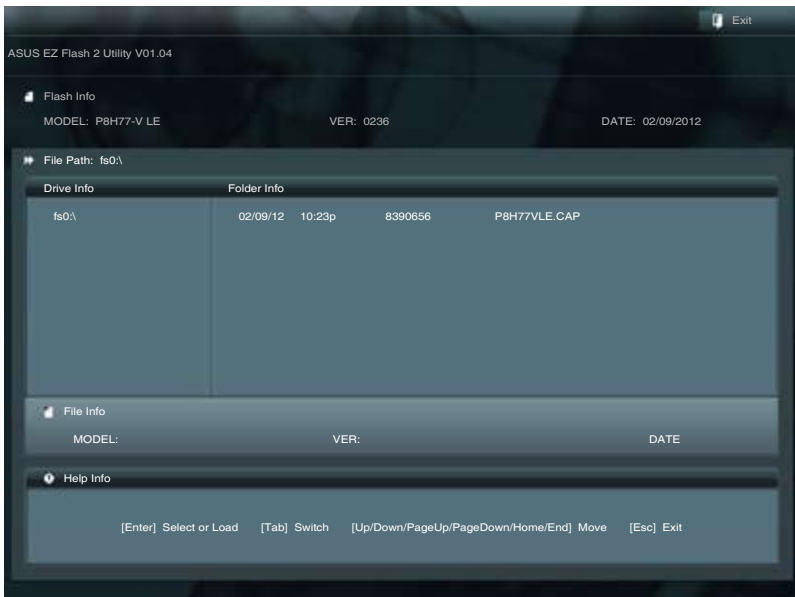 Exit
ASUS EZ Flash 2 Utility V01.04
Flash Info
MODEL: P8H77-V LE VER: 0236 DATE: 02/09/2012
File Path: fs0:\
Drive Info Folder Info
fs0:\ 02/09/12 10:23p 8390656 P8H77VLE.CAP
File Info
MODEL: VER: DATE
Help Info
[Enter] Select or Load [Tab] Switch [Up/Down/PageUp/PageDown/Home/End] Move [Esc] Exit